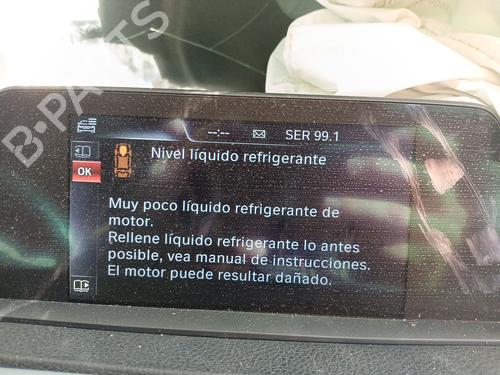 B-PARTS
--:-- SER 99.1
Nivel líquido refrigerante
OK
Muy poco líquido refrigerante de
motor.
Rellene líquido refrigerante lo antes
posible, vea manual de instrucciones.
El motor puede resultar dañado.